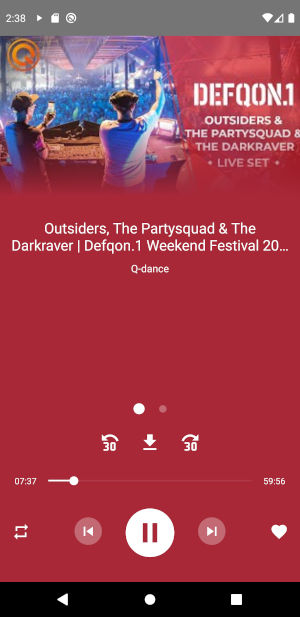 2:38
DEFQON.1
OUTSIDERS &
THE PARTYSQUAD &
THE DARKRAVER
• LIVE SET •
Outsiders, The Partysquad & The
Darkraver | Defqon.1 Weekend Festival 20...
Q-dance
30
30
07:37
59:56